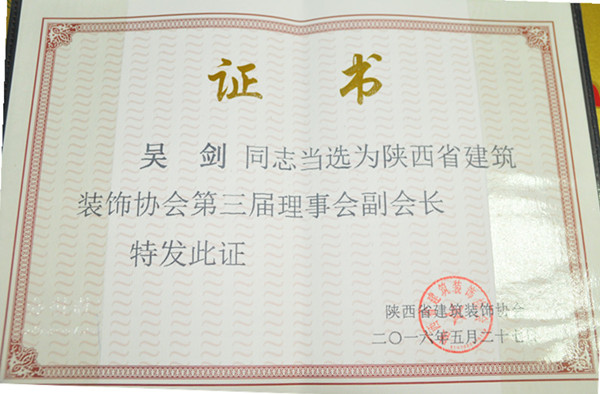 证 书
吴 剑 同志当选为陕西省建筑
装饰协会第三届理事会副会长
特发此证
陕西省建筑装饰协会
二〇一六年五月二十七日